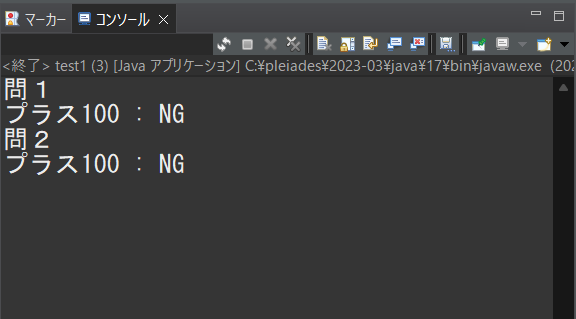 マーカー コンソール
<終了> test1 (3) [Java アプリケーション] C:¥pleiades¥2023-03¥java¥17¥bin¥javaw.exe (202
問１
プラス100 : NG
問２
プラス100 : NG